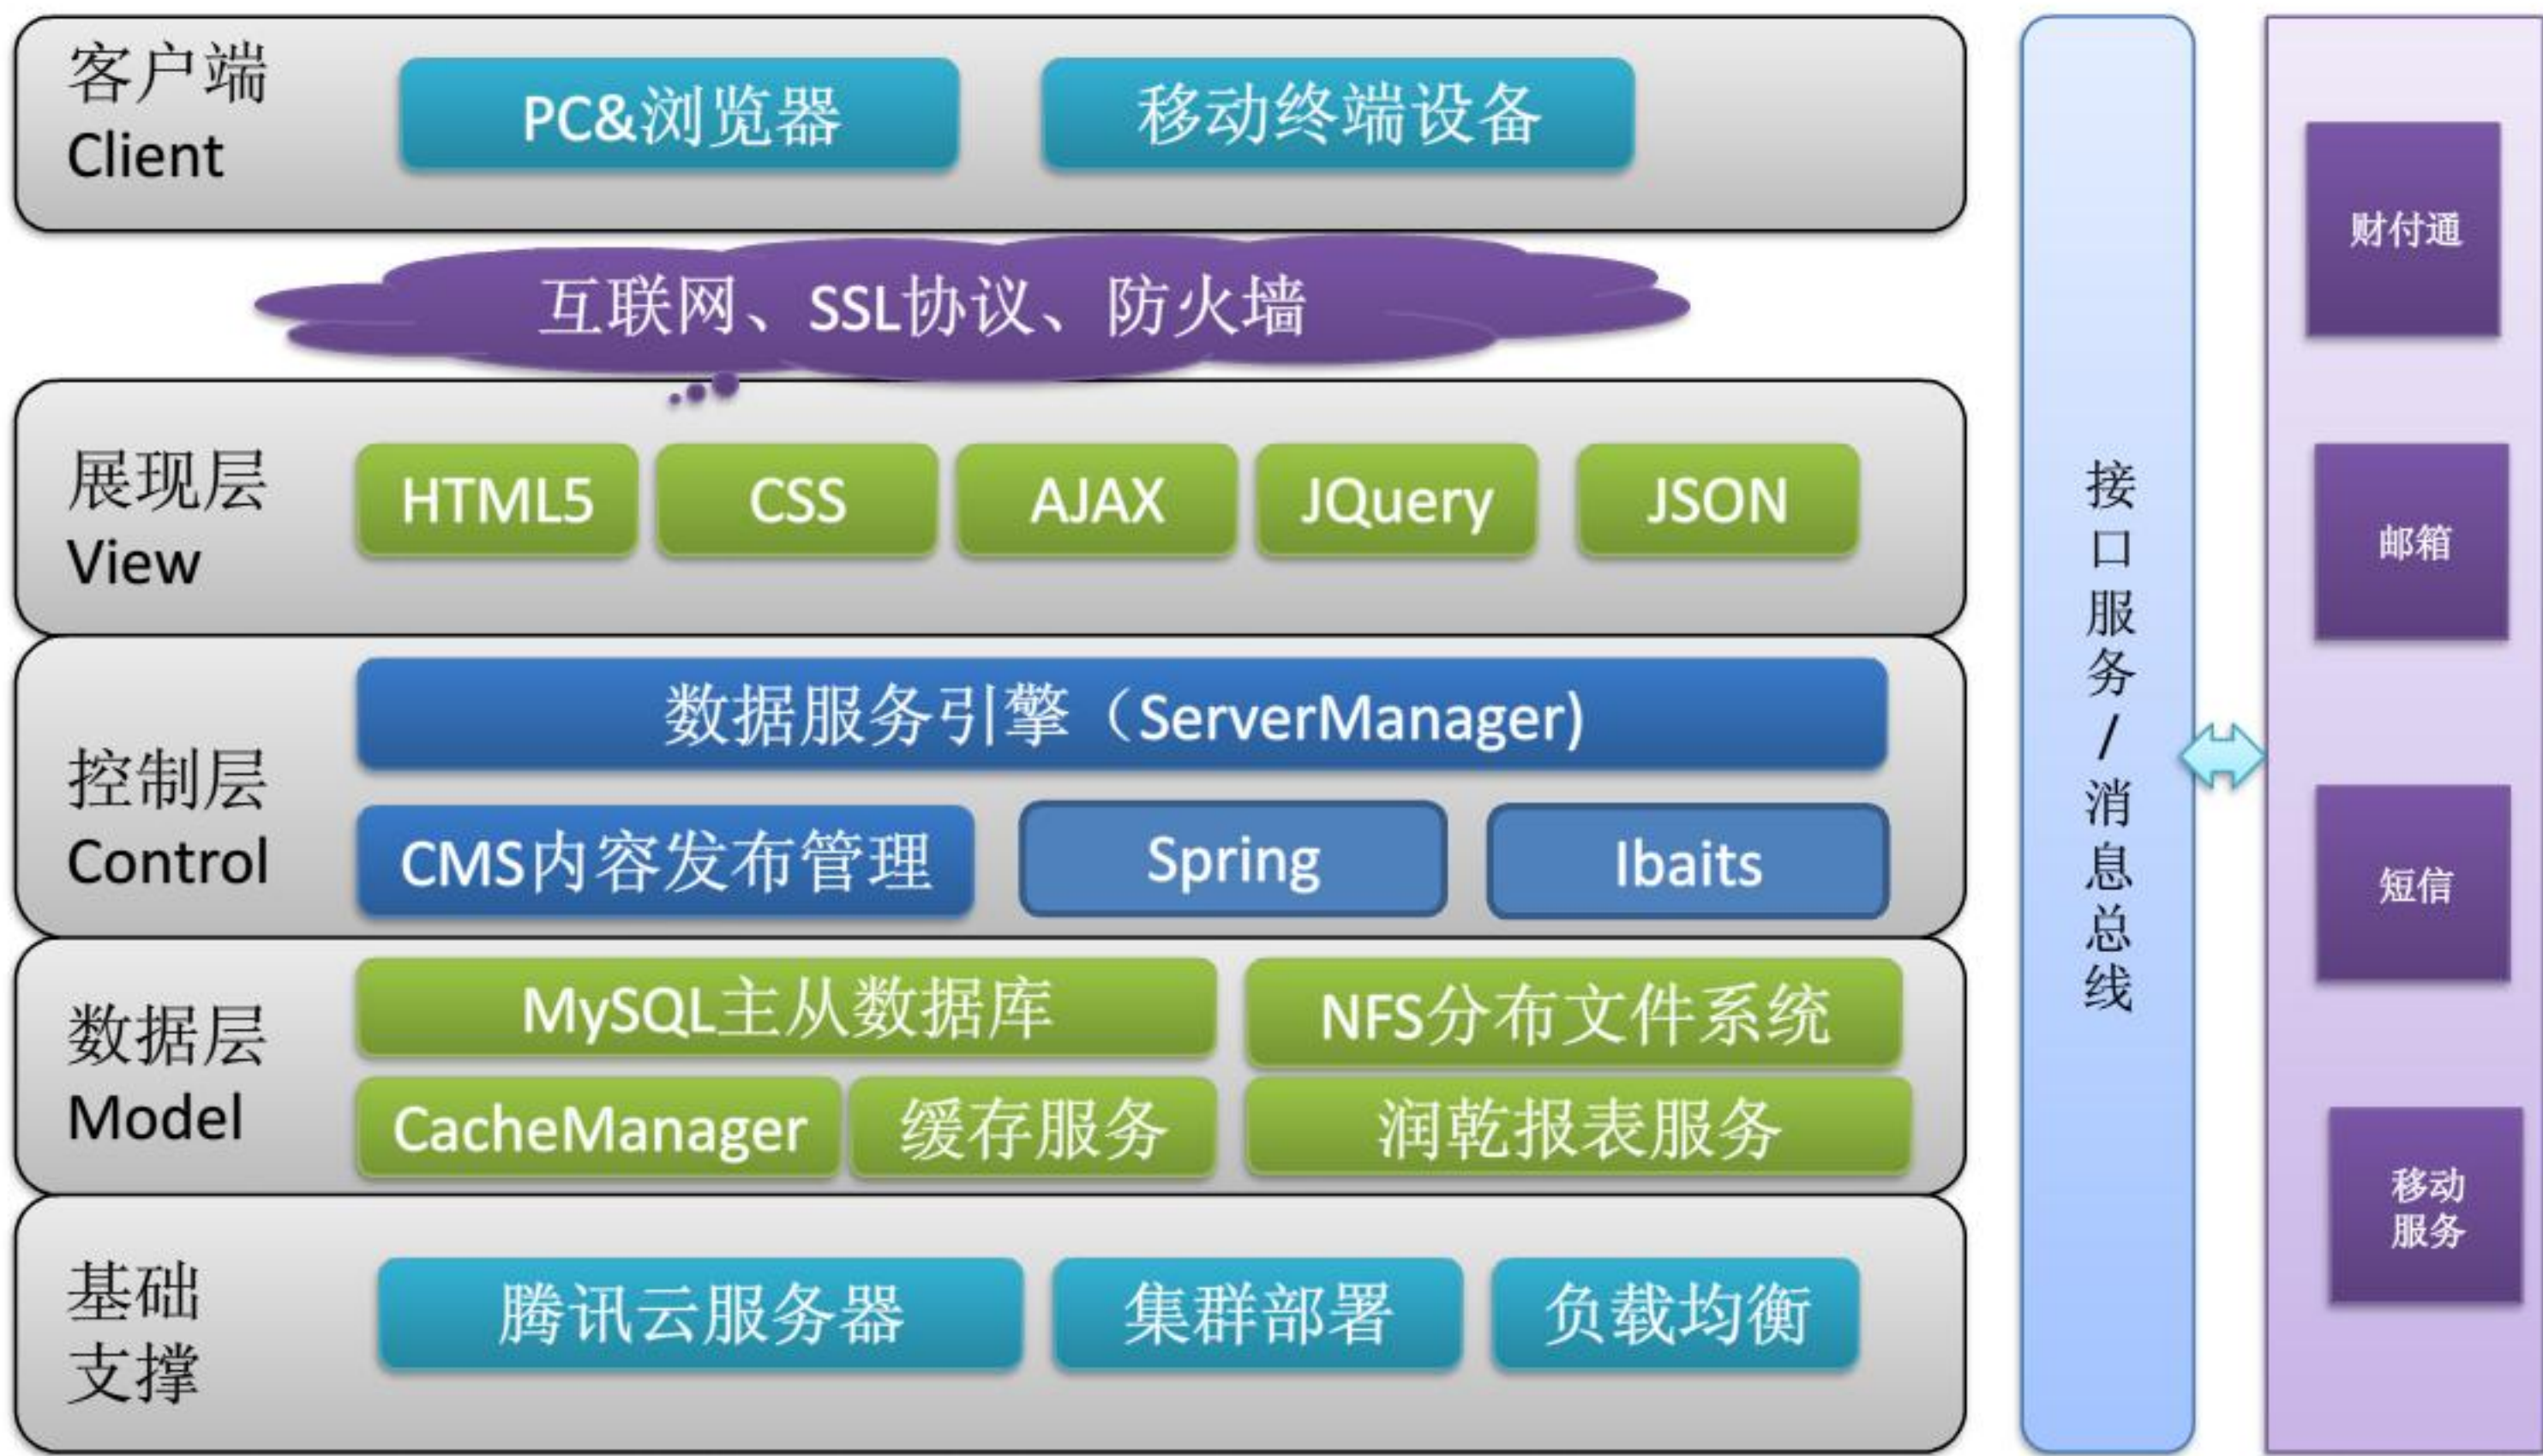 客户端
Client
PC&浏览器
移动终端设备
互联网、SSL协议、防火墙
展现层
View
HTML5
CSS
AJAX
JQuery
JSON
控制层
Control
数据服务引擎（ServerManager)
CMS内容发布管理
Spring
Ibaits
数据层
Model
MySQL主从数据库
NFS分布文件系统
CacheManager
缓存服务
润乾报表服务
基础
支撑
腾讯云服务器
集群部署
负载均衡
接口服务/消息总线
财付通
邮箱
短信
移动
服务